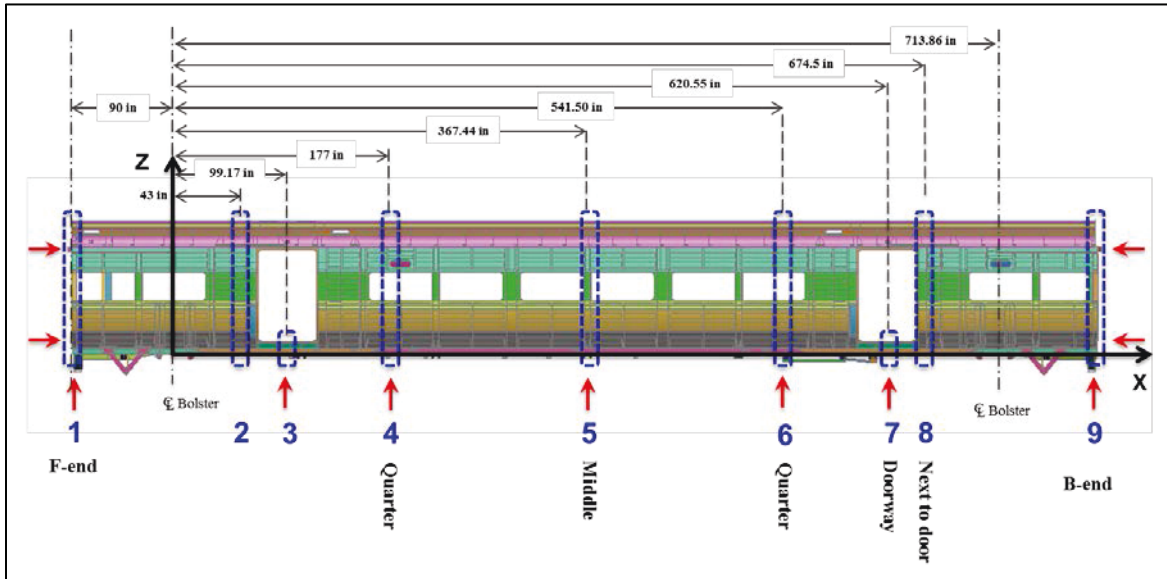 713.86 in
674.5 in
620.55 in
90 in
541.50 in
367.44 in
177 in
Z
99.17 in
43 in
X
℄ Bolster
℄ Bolster
1
2
3
4
5
6
7
8
9
F-end
Quarter
Middle
Quarter
Doorway
Next to door
B-end